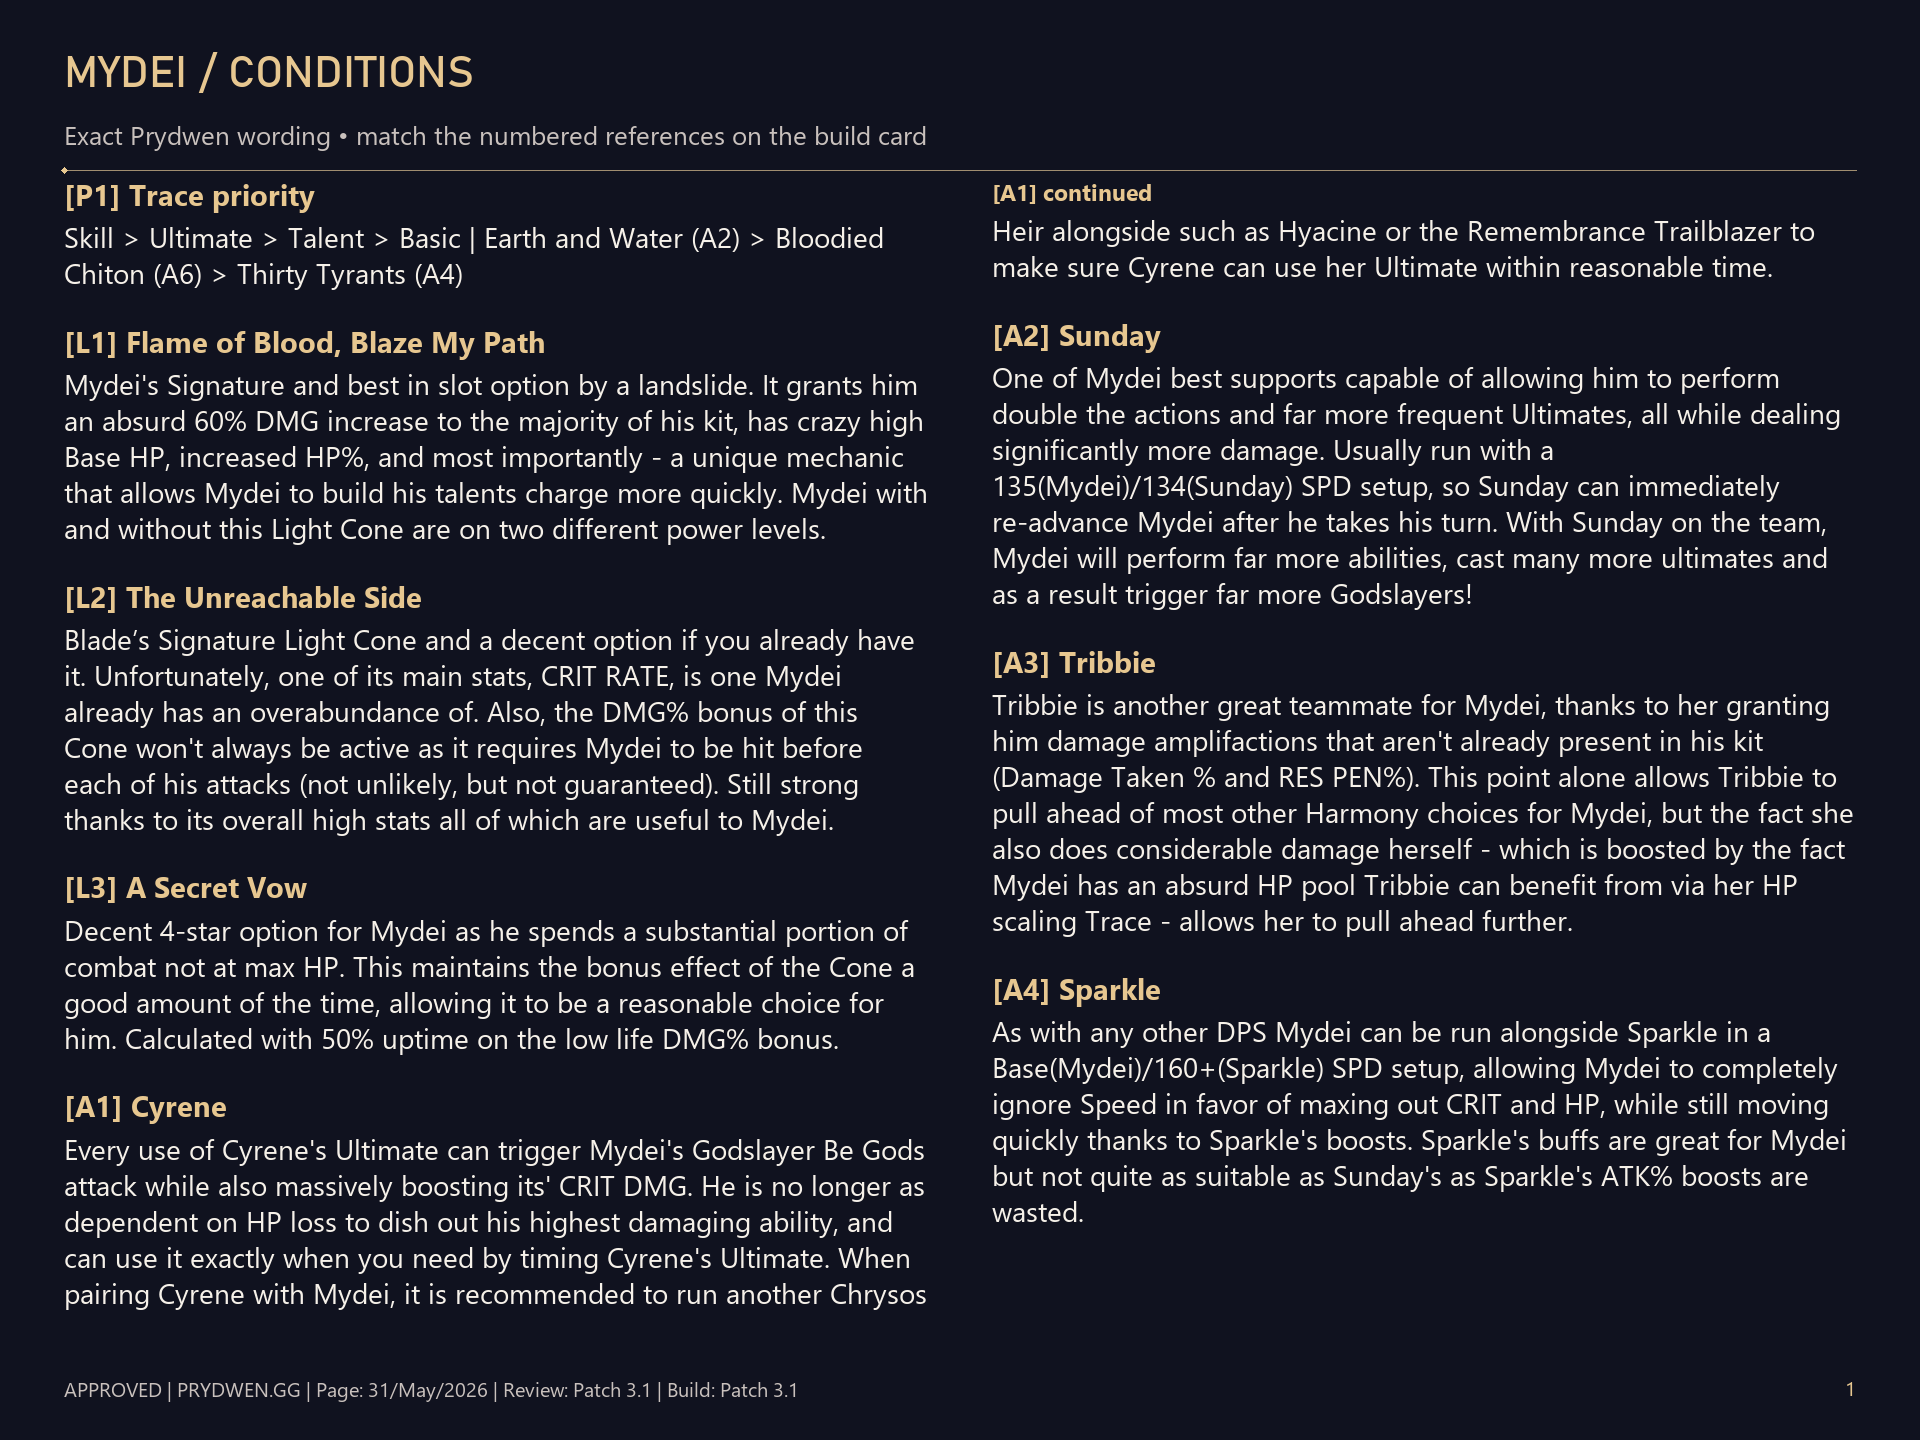 MYDEI / CONDITIONS
Exact Prydwen wording • match the numbered references on the build card
[P1] Trace priority
Skill > Ultimate > Talent > Basic | Earth and Water (A2) > Bloodied
Chiton (A6) > Thirty Tyrants (A4)
[L1] Flame of Blood, Blaze My Path
Mydei's Signature and best in slot option by a landslide. It grants him
an absurd 60% DMG increase to the majority of his kit, has crazy high
Base HP, increased HP%, and most importantly - a unique mechanic
that allows Mydei to build his talents charge more quickly. Mydei with
and without this Light Cone are on two different power levels.
[L2] The Unreachable Side
Blade’s Signature Light Cone and a decent option if you already have
it. Unfortunately, one of its main stats, CRIT RATE, is one Mydei
already has an overabundance of. Also, the DMG% bonus of this
Cone won't always be active as it requires Mydei to be hit before
each of his attacks (not unlikely, but not guaranteed). Still strong
thanks to its overall high stats all of which are useful to Mydei.
[L3] A Secret Vow
Decent 4-star option for Mydei as he spends a substantial portion of
combat not at max HP. This maintains the bonus effect of the Cone a
good amount of the time, allowing it to be a reasonable choice for
him. Calculated with 50% uptime on the low life DMG% bonus.
[A1] Cyrene
Every use of Cyrene's Ultimate can trigger Mydei's Godslayer Be Gods
attack while also massively boosting its' CRIT DMG. He is no longer as
dependent on HP loss to dish out his highest damaging ability, and
can use it exactly when you need by timing Cyrene's Ultimate. When
pairing Cyrene with Mydei, it is recommended to run another Chrysos
[A1] continued
Heir alongside such as Hyacine or the Remembrance Trailblazer to
make sure Cyrene can use her Ultimate within reasonable time.
[A2] Sunday
One of Mydei best supports capable of allowing him to perform
double the actions and far more frequent Ultimates, all while dealing
significantly more damage. Usually run with a
135(Mydei)/134(Sunday) SPD setup, so Sunday can immediately
re-advance Mydei after he takes his turn. With Sunday on the team,
Mydei will perform far more abilities, cast many more ultimates and
as a result trigger far more Godslayers!
[A3] Tribbie
Tribbie is another great teammate for Mydei, thanks to her granting
him damage amplifactions that aren't already present in his kit
(Damage Taken % and RES PEN%). This point alone allows Tribbie to
pull ahead of most other Harmony choices for Mydei, but the fact she
also does considerable damage herself - which is boosted by the fact
Mydei has an absurd HP pool Tribbie can benefit from via her HP
scaling Trace - allows her to pull ahead further.
[A4] Sparkle
As with any other DPS Mydei can be run alongside Sparkle in a
Base(Mydei)/160+(Sparkle) SPD setup, allowing Mydei to completely
ignore Speed in favor of maxing out CRIT and HP, while still moving
quickly thanks to Sparkle's boosts. Sparkle's buffs are great for Mydei
but not quite as suitable as Sunday's as Sparkle's ATK% boosts are
wasted.
APPROVED | PRYDWEN.GG | Page: 31/May/2026 | Review: Patch 3.1 | Build: Patch 3.1
1